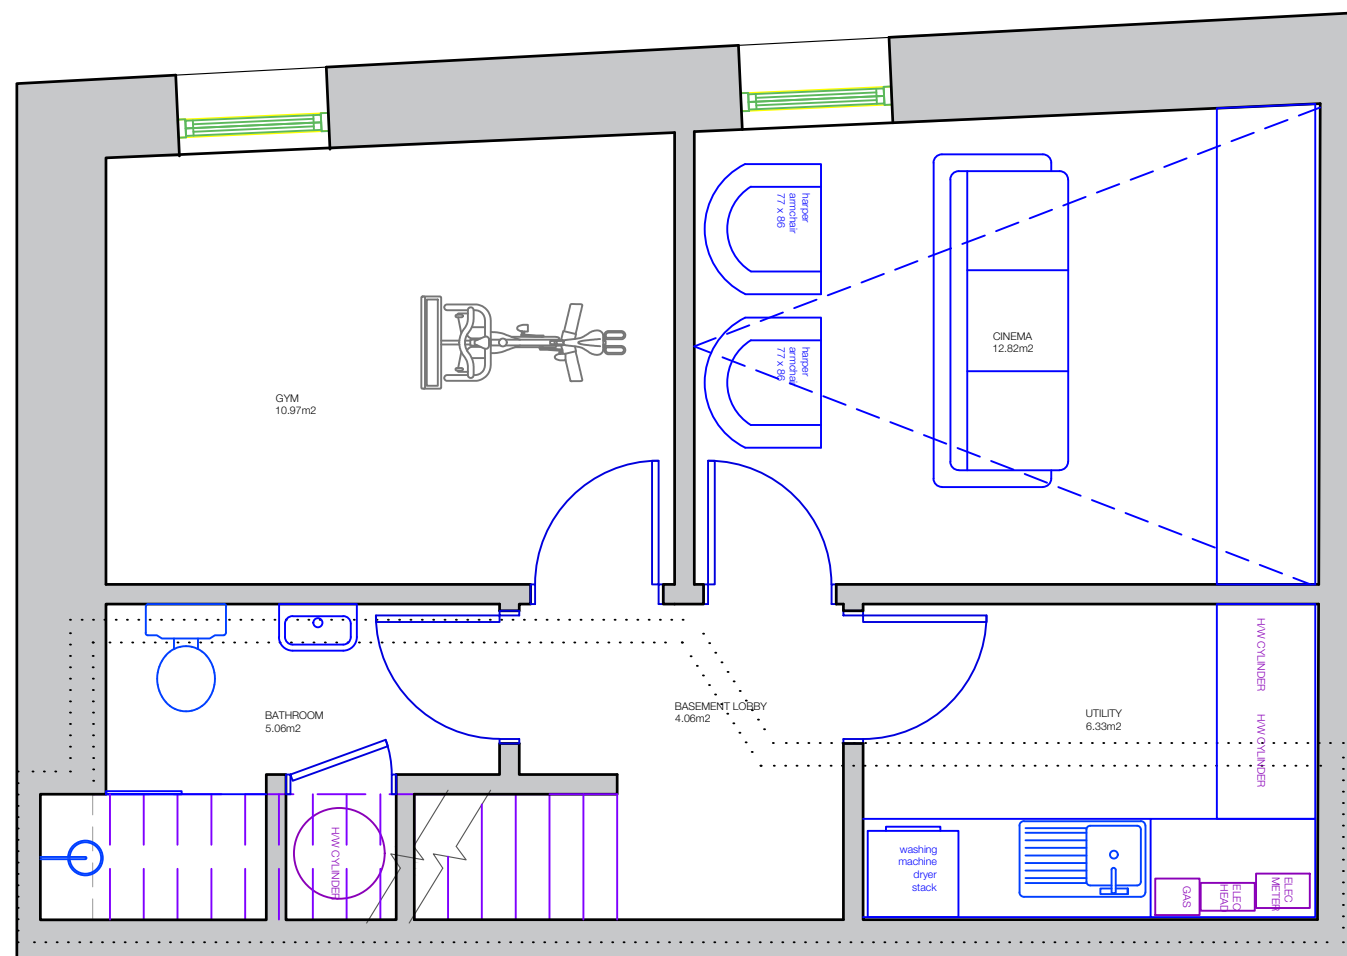 harper
armchair
77 x 86
harper
armchair
77 x 86
CINEMA
12.82m2
GYM
10.97m2
BATHROOM
5.06m2
BASEMENT LOBBY
4.06m2
UTILITY
6.33m2
H/W CYLINDER
H/W CYLINDER
H/W CYLINDER
washing
machine
dryer
stack
GAS
ELEC
HEAD
ELEC
METER